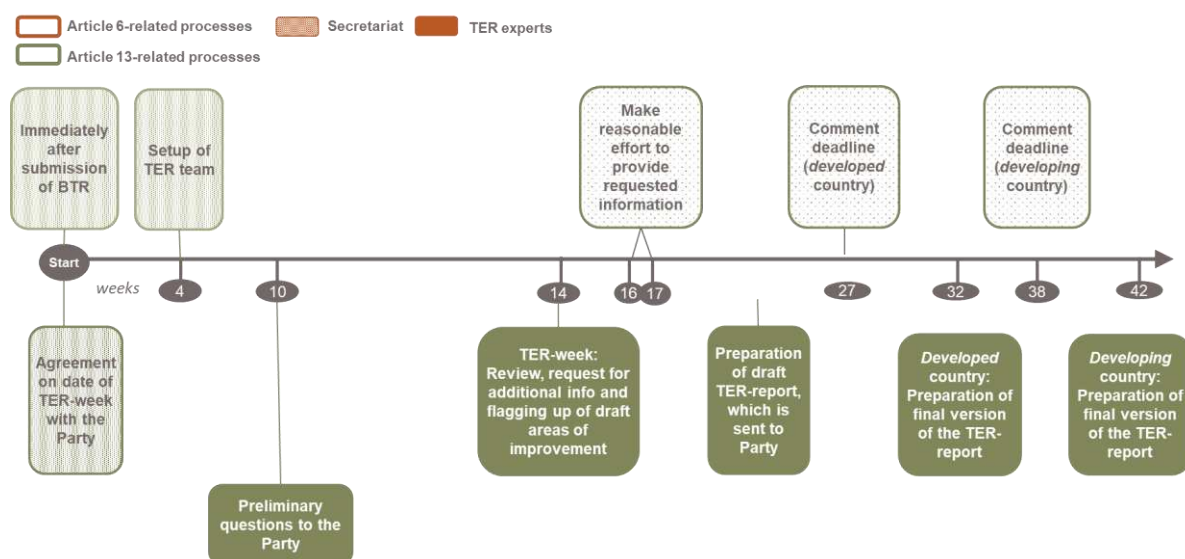 Article 6-related processes
Secretariat
TER experts
Article 13-related processes
Immediately
after
submission
of BTR
Setup of
TER team
Make
reasonable
effort to
provide
requested
information
Comment
deadline
(developed
country)
Comment
deadline
(developing
country)
Start
weeks
4
10
14
16
17
27
32
38
42
Agreement
on date of
TER-week
with the
Party
Preliminary
questions to the
Party
TER-week:
Review, request for
additional info and
flagging up of draft
areas of
improvement
Preparation
of draft
TER-report,
which is
sent to
Party
Developed
country:
Preparation of
final version
of the TER-
report
Developing
country:
Preparation of
final version
of the TER-
report